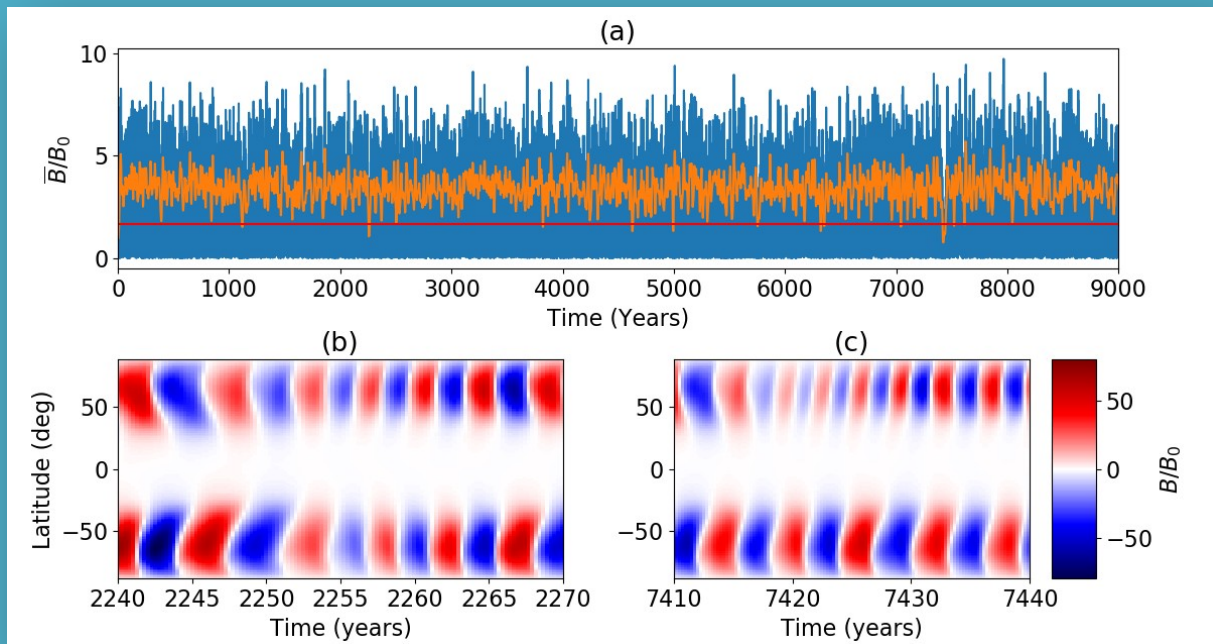 (a)
10
5
0
B̅/B₀
0 1000 2000 3000 4000 5000 6000 7000 8000 9000
Time (Years)
(b)
50
0
−50
Latitude (deg)
2240 2245 2250 2255 2260 2265 2270
Time (years)
(c)
50
0
−50
7410 7420 7430 7440
Time (years)
50
0
−50
B/B₀